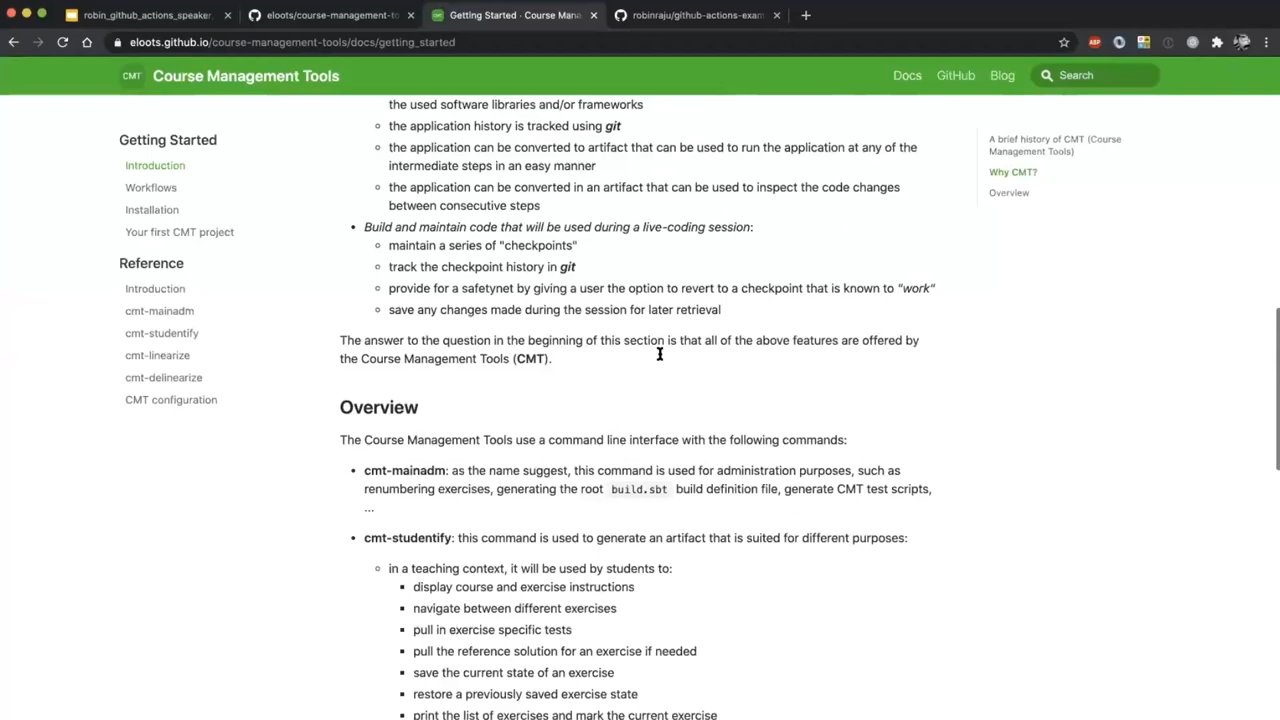 robin_github_actions_speaker
eloots/course-management-to
Getting Started · Course Mana
robinraju/github-actions-exam
eloots.github.io/course-management-tools/docs/getting_started
ABP
CMT
Course Management Tools
Docs
GitHub
Blog
Search
Getting Started
Introduction
Workflows
Installation
Your first CMT project
Reference
Introduction
cmt-mainadm
cmt-studentify
cmt-linearize
cmt-delinearize
CMT configuration
the used software libraries and/or frameworks
the application history is tracked using git
the application can be converted to artifact that can be used to run the application at any of the
intermediate steps in an easy manner
the application can be converted in an artifact that can be used to inspect the code changes
between consecutive steps
Build and maintain code that will be used during a live-coding session:
maintain a series of "checkpoints"
track the checkpoint history in git
provide for a safetynet by giving a user the option to revert to a checkpoint that is known to "work"
save any changes made during the session for later retrieval
The answer to the question in the beginning of this section is that all of the above features are offered by
the Course Management Tools (CMT).
Overview
The Course Management Tools use a command line interface with the following commands:
cmt-mainadm: as the name suggest, this command is used for administration purposes, such as
renumbering exercises, generating the root build.sbt build definition file, generate CMT test scripts,
...
cmt-studentify: this command is used to generate an artifact that is suited for different purposes:
in a teaching context, it will be used by students to:
display course and exercise instructions
navigate between different exercises
pull in exercise specific tests
pull the reference solution for an exercise if needed
save the current state of an exercise
restore a previously saved exercise state
print the list of exercises and mark the current exercise
A brief history of CMT (Course
Management Tools)
Why CMT?
Overview